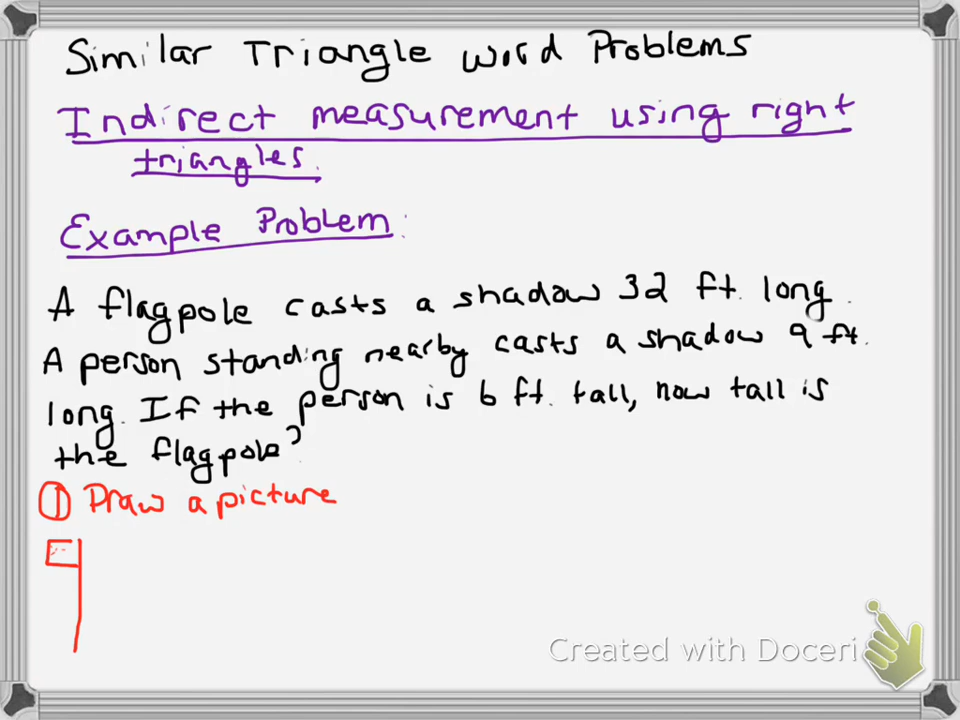 Similar Triangle Word Problems
Indirect measurement using right
triangles.
Example Problem:
A flagpole casts a shadow 32 ft. long.
A person standing nearby casts a shadow 9 ft.
long. If the person is 6 ft. tall, how tall is
the flagpole?
① Draw a picture
Created with Doceri